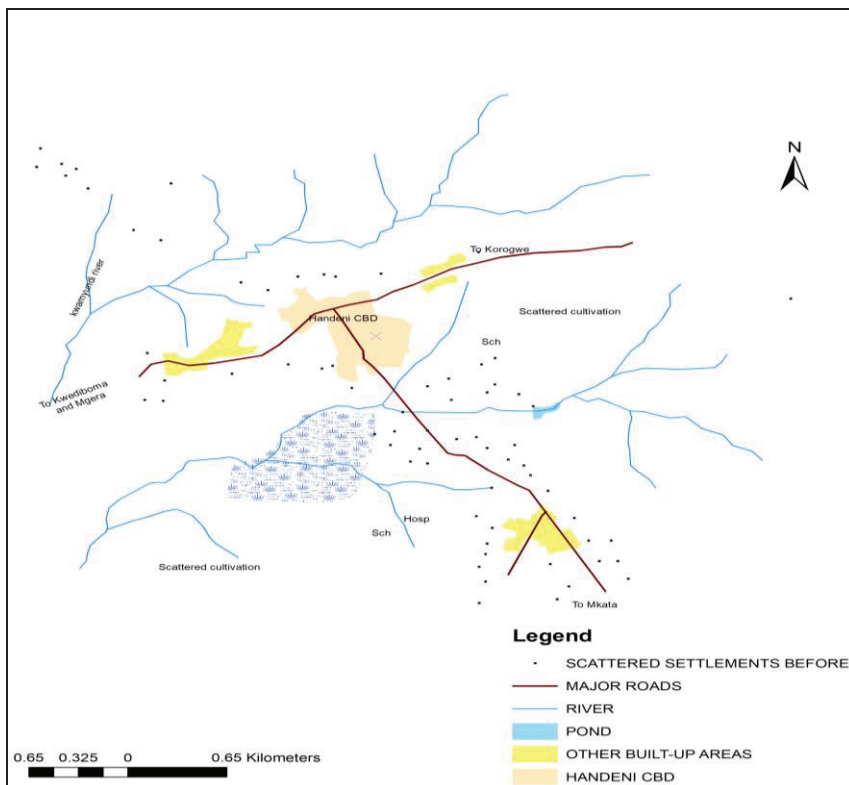 N
To Korogwe
kwamyundi river
Handeni CBD
Scattered cultivation
Sch
To Kwediboma
and Mgera
Hosp
Sch
Scattered cultivation
To Mkata
Legend
SCATTERED SETTLEMENTS BEFORE
MAJOR ROADS
RIVER
POND
OTHER BUILT-UP AREAS
HANDENI CBD
0.65 0.325 0 0.65 Kilometers